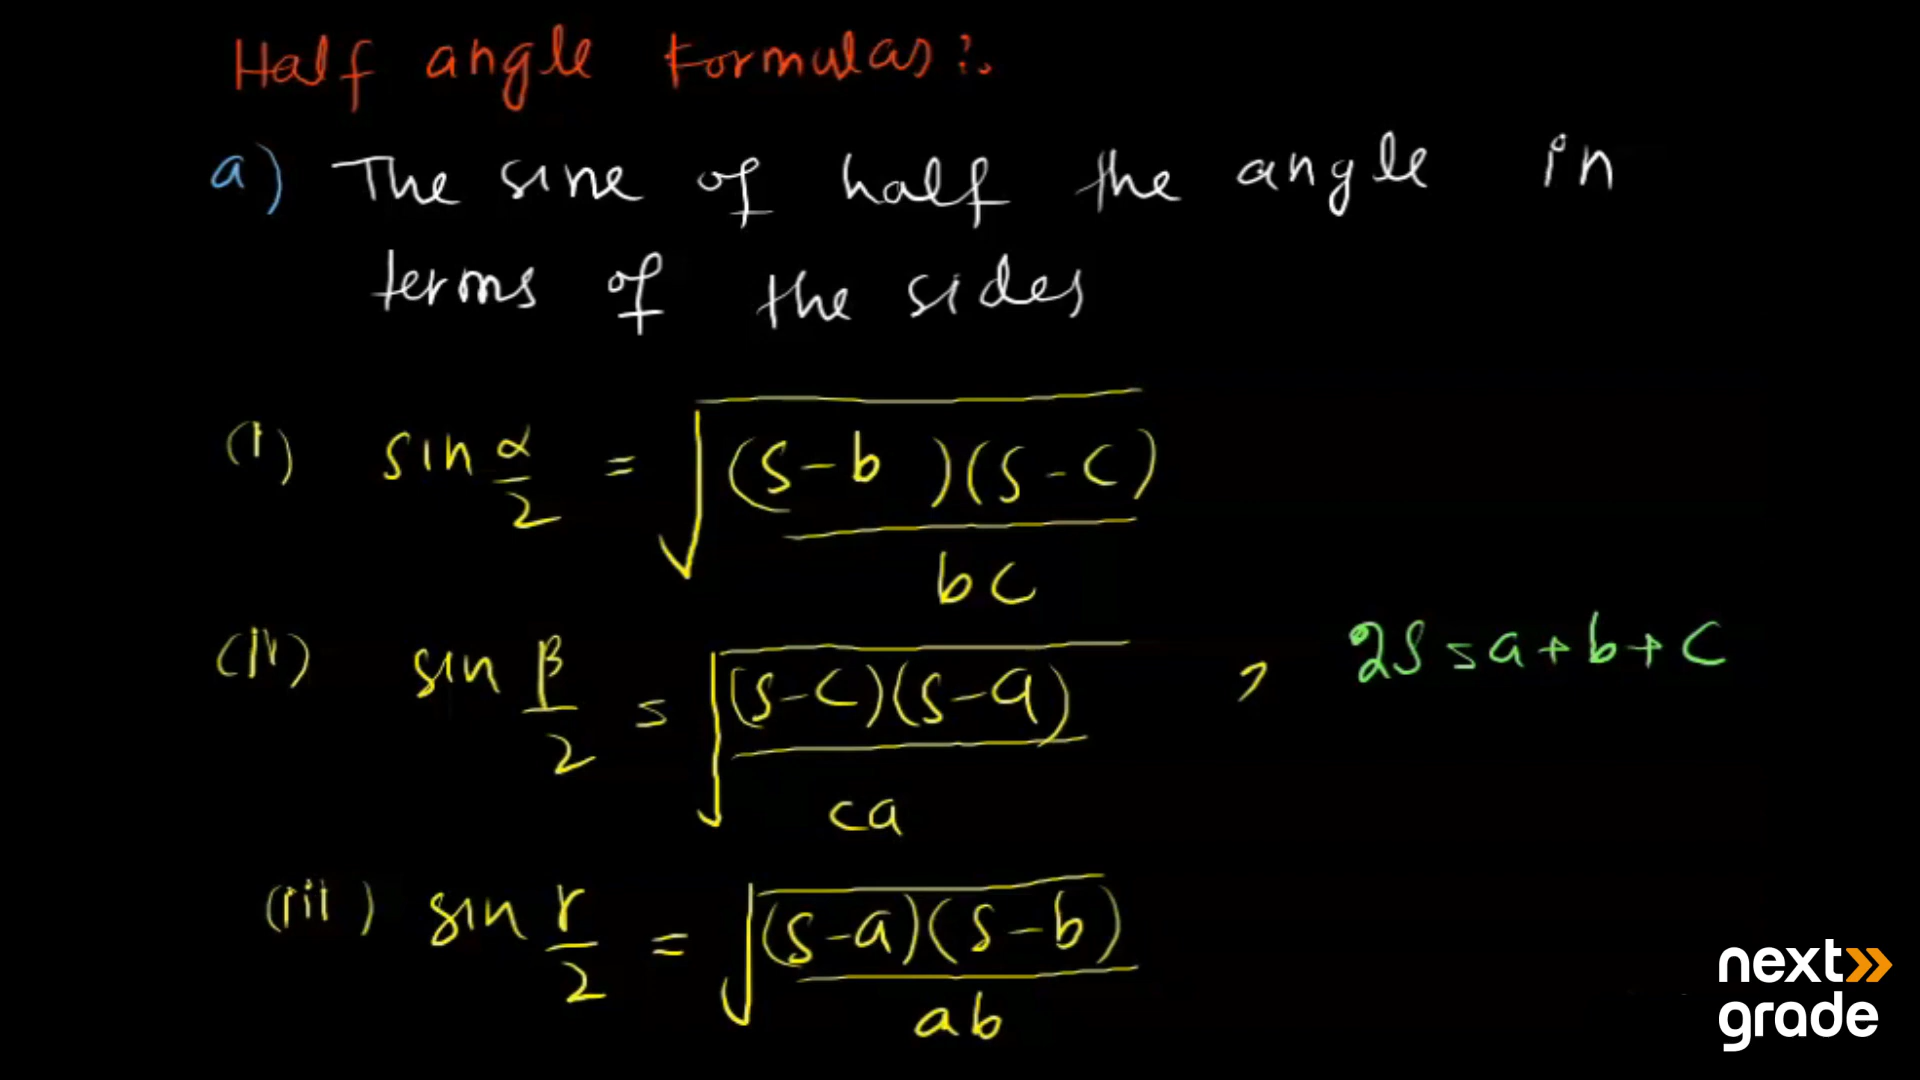 Half angle Formulas:
a) The sine of half the angle in
terms of the sides
(i) sin α/2 = √((s-b)(s-c)/bc)
(ii) sin β/2 = √((s-c)(s-a)/ca) , 2s = a+b+c
(iii) sin γ/2 = √((s-a)(s-b)/ab)
next
grade